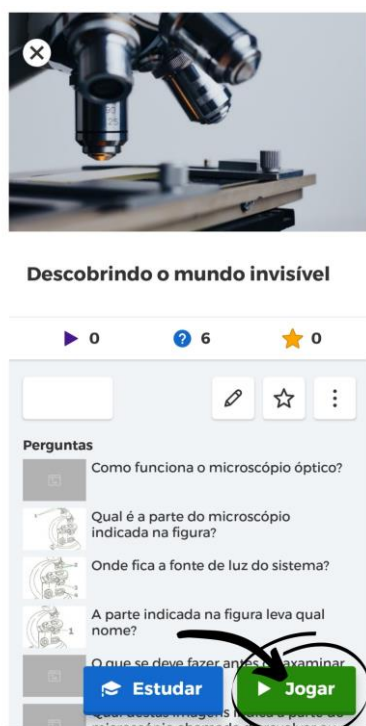 Descobrindo o mundo invisível
0
6
0
Perguntas
Como funciona o microscópio óptico?
Qual é a parte do microscópio
indicada na figura?
Onde fica a fonte de luz do sistema?
A parte indicada na figura leva qual
nome?
1
O que se deve fazer antes
axaminar
Estudar
Jogar